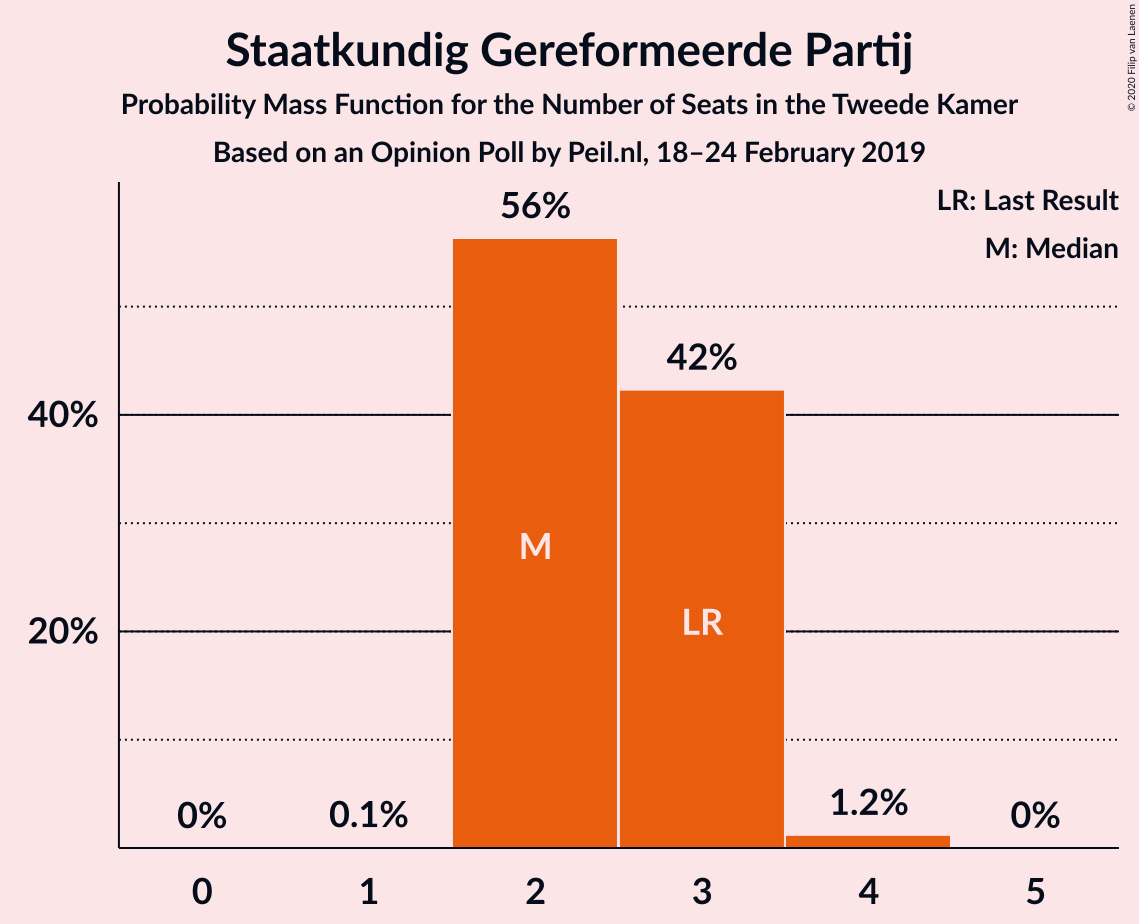 Staatkundig Gereformeerde Partij
Probability Mass Function for the Number of Seats in the Tweede Kamer
Based on an Opinion Poll by Peil.nl, 18–24 February 2019
© 2020 Filip van Laenen
LR: Last Result
M: Median
56%
42%
40%
M
LR
20%
0%
0.1%
1.2%
0%
0 1 2 3 4 5